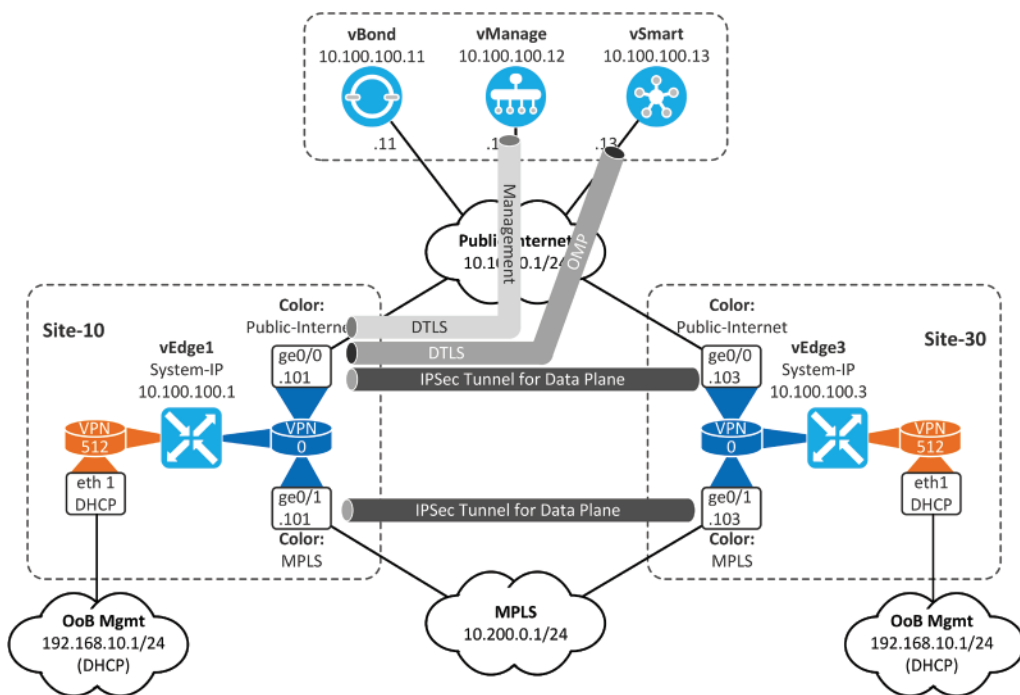 vBond
10.100.100.11
vManage
10.100.100.12
vSmart
10.100.100.13
.11
.1
.13
Management
OMP
Public Internet
10.10 .0.1/24
Site-10
Color:
Public-Internet
vEdge1
System-IP
10.100.100.1
ge0/0
.101
DTLS
DTLS
IPSec Tunnel for Data Plane
VPN
512
VPN
0
eth 1
DHCP
ge0/1
.101
Color:
MPLS
IPSec Tunnel for Data Plane
Color:
Public-Internet
Site-30
vEdge3
System-IP
10.100.100.3
ge0/0
.103
VPN
0
VPN
512
ge0/1
.103
eth1
DHCP
Color:
MPLS
OoB Mgmt
192.168.10.1/24
(DHCP)
MPLS
10.200.0.1/24
OoB Mgmt
192.168.10.1/24
(DHCP)